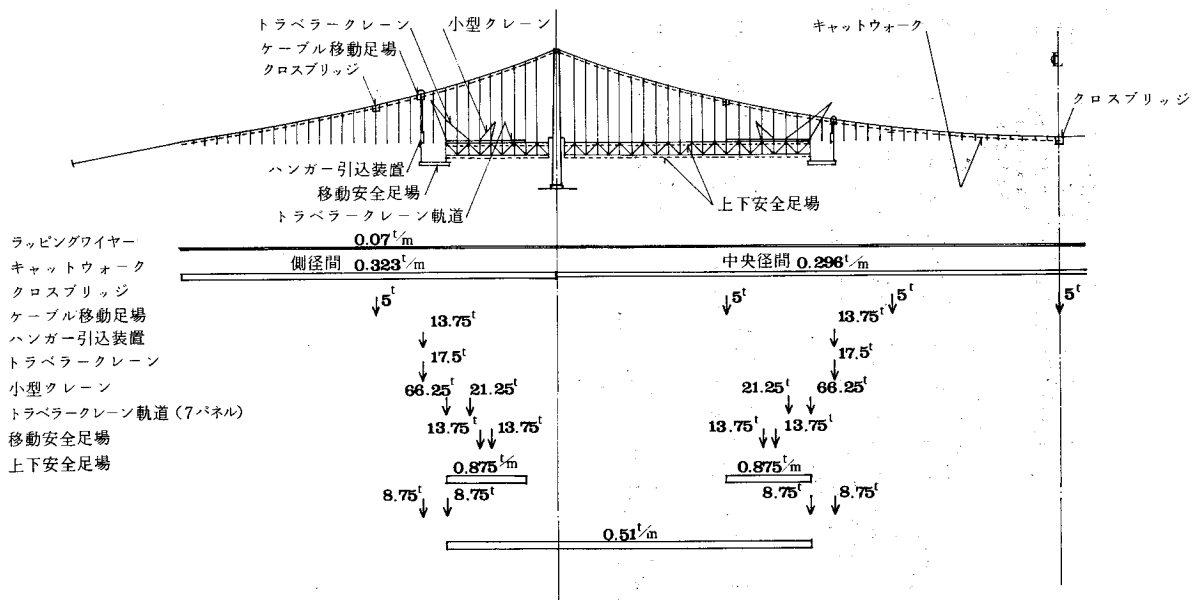 トラベラークレーン 小型クレーン キャットウォーク
ケーブル移動足場
クロスブリッジ
℄
クロスブリッジ
ハンガー引込装置
移動安全足場
トラベラークレーン軌道
上下安全足場
ラッピングワイヤー 0.07t/m
キャットウォーク 側径間 0.323t/m 中央径間 0.296t/m
クロスブリッジ 5t 5t 5t 5t
ケーブル移動足場 13.75t 13.75t
ハンガー引込装置 17.5t 17.5t
トラベラークレーン 66.25t 21.25t 21.25t 66.25t
小型クレーン 13.75t 13.75t 13.75t 13.75t
トラベラークレーン軌道(7パネル) 0.875t/m 0.875t/m
移動安全足場 8.75t 8.75t 8.75t 8.75t
上下安全足場 0.51t/m